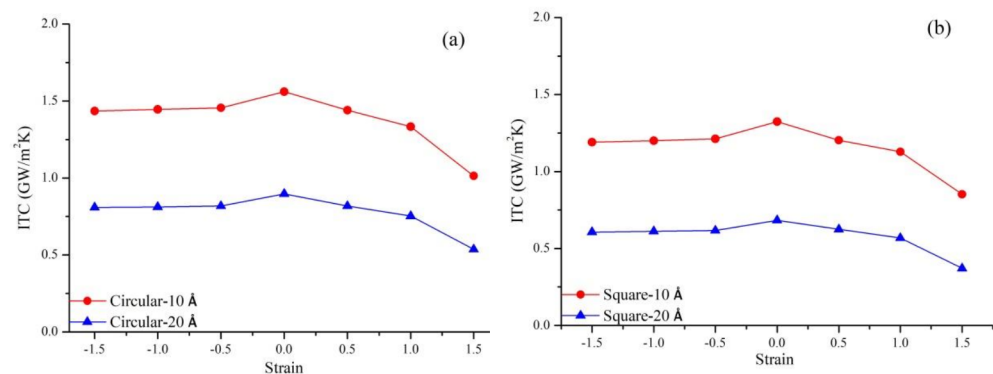 (a)
2.0
1.5
1.0
0.5
0.0
ITC (GW/m²K)
Circular-10 Å
Circular-20 Å
-1.5 -1.0 -0.5 0.0 0.5 1.0 1.5
Strain
(b)
2.0
1.5
1.0
0.5
0.0
ITC (GW/m²K)
Square-10 Å
Square-20 Å
-1.5 -1.0 -0.5 0.0 0.5 1.0 1.5
Strain